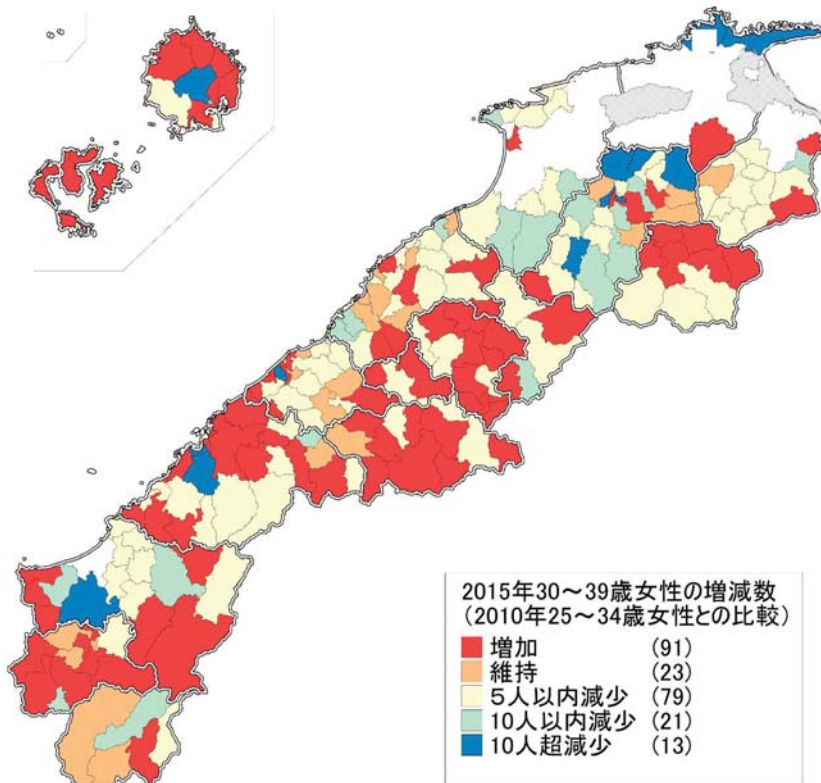 2015年30～39歳女性の増減数
(2010年25～34歳女性との比較)
増加 (91)
維持 (23)
5人以内減少 (79)
10人以内減少 (21)
10人超減少 (13)